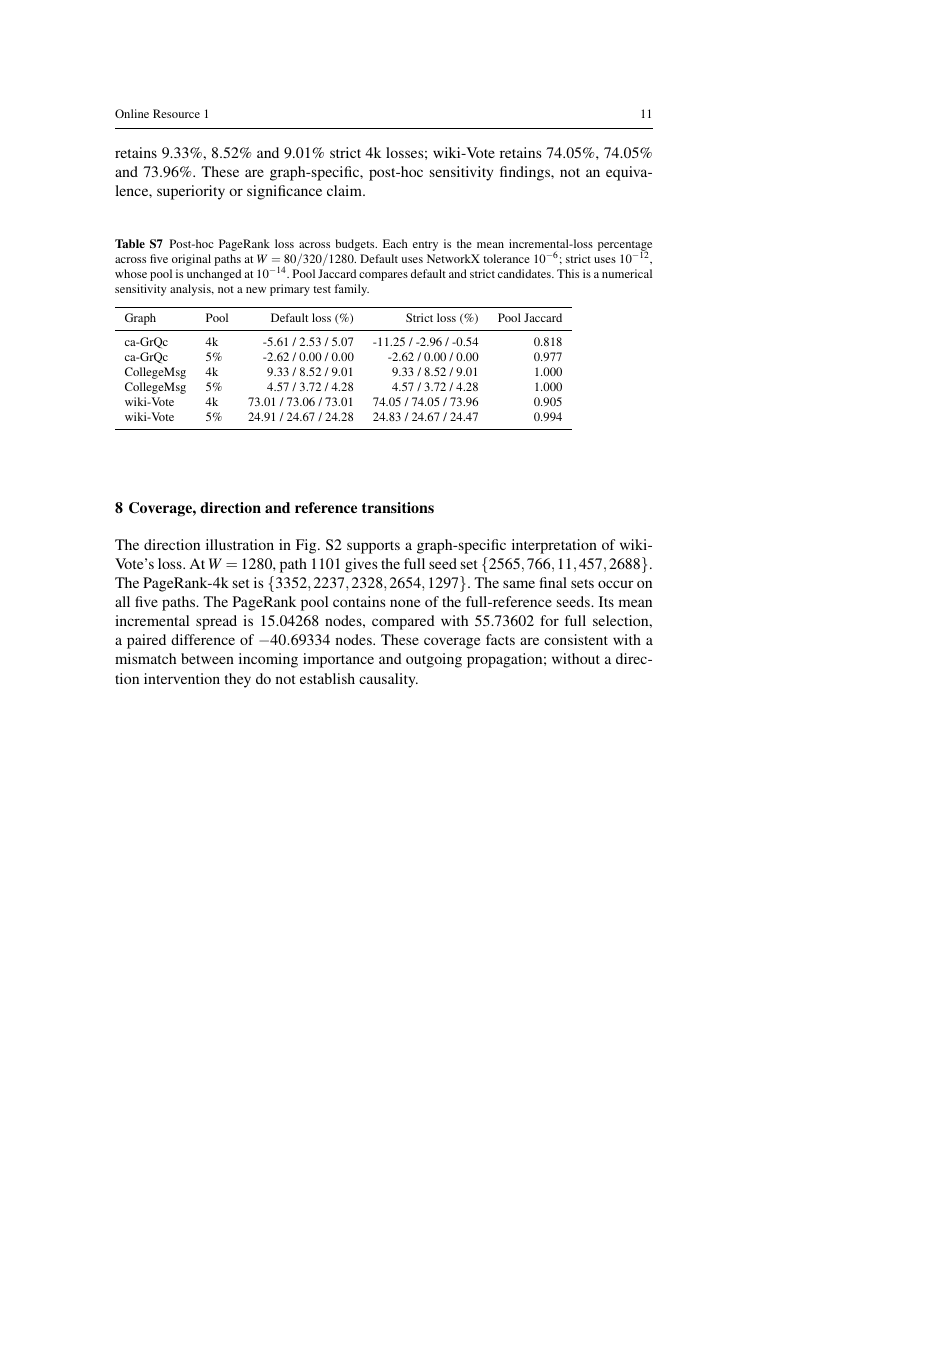 Online Resource 1 11
retains 9.33%, 8.52% and 9.01% strict 4k losses; wiki-Vote retains 74.05%, 74.05%
and 73.96%. These are graph-specific, post-hoc sensitivity findings, not an equiva-
lence, superiority or significance claim.
Table S7 Post-hoc PageRank loss across budgets. Each entry is the mean incremental-loss percentage
across five original paths at W = 80/320/1280. Default uses NetworkX tolerance 10⁻⁶; strict uses 10⁻¹²,
whose pool is unchanged at 10⁻¹⁴. Pool Jaccard compares default and strict candidates. This is a numerical
sensitivity analysis, not a new primary test family.
Graph Pool Default loss (%) Strict loss (%) Pool Jaccard
ca-GrQc 4k -5.61 / 2.53 / 5.07 -11.25 / -2.96 / -0.54 0.818
ca-GrQc 5% -2.62 / 0.00 / 0.00 -2.62 / 0.00 / 0.00 0.977
CollegeMsg 4k 9.33 / 8.52 / 9.01 9.33 / 8.52 / 9.01 1.000
CollegeMsg 5% 4.57 / 3.72 / 4.28 4.57 / 3.72 / 4.28 1.000
wiki-Vote 4k 73.01 / 73.06 / 73.01 74.05 / 74.05 / 73.96 0.905
wiki-Vote 5% 24.91 / 24.67 / 24.28 24.83 / 24.67 / 24.47 0.994
8 Coverage, direction and reference transitions
The direction illustration in Fig. S2 supports a graph-specific interpretation of wiki-
Vote's loss. At W = 1280, path 1101 gives the full seed set {2565,766,11,457,2688}.
The PageRank-4k set is {3352,2237,2328,2654,1297}. The same final sets occur on
all five paths. The PageRank pool contains none of the full-reference seeds. Its mean
incremental spread is 15.04268 nodes, compared with 55.73602 for full selection,
a paired difference of −40.69334 nodes. These coverage facts are consistent with a
mismatch between incoming importance and outgoing propagation; without a direc-
tion intervention they do not establish causality.